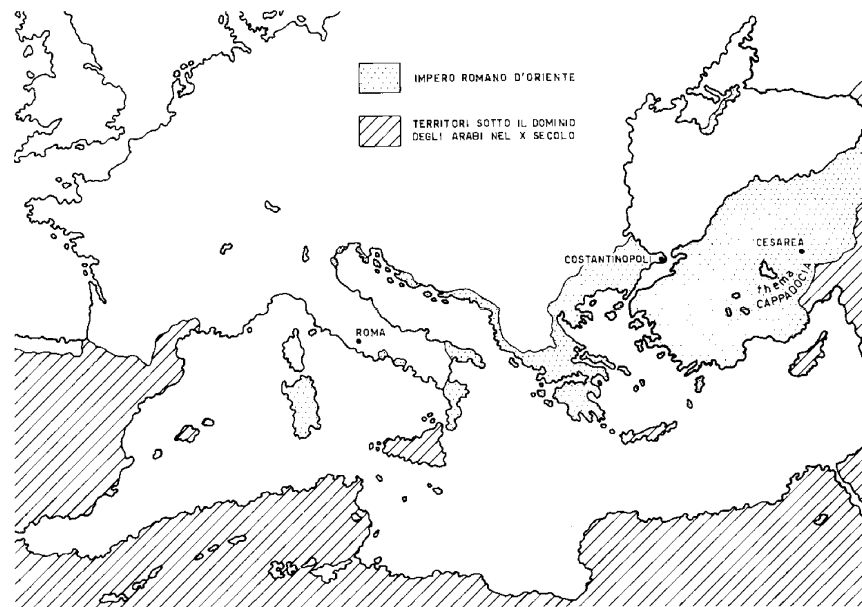 IMPERO ROMANO D'ORIENTE
TERRITORI SOTTO IL DOMINIO
DEGLI ARABI NEL X SECOLO
COSTANTINOPOLI
CESAREA
thema
CAPPADOCIA
ROMA